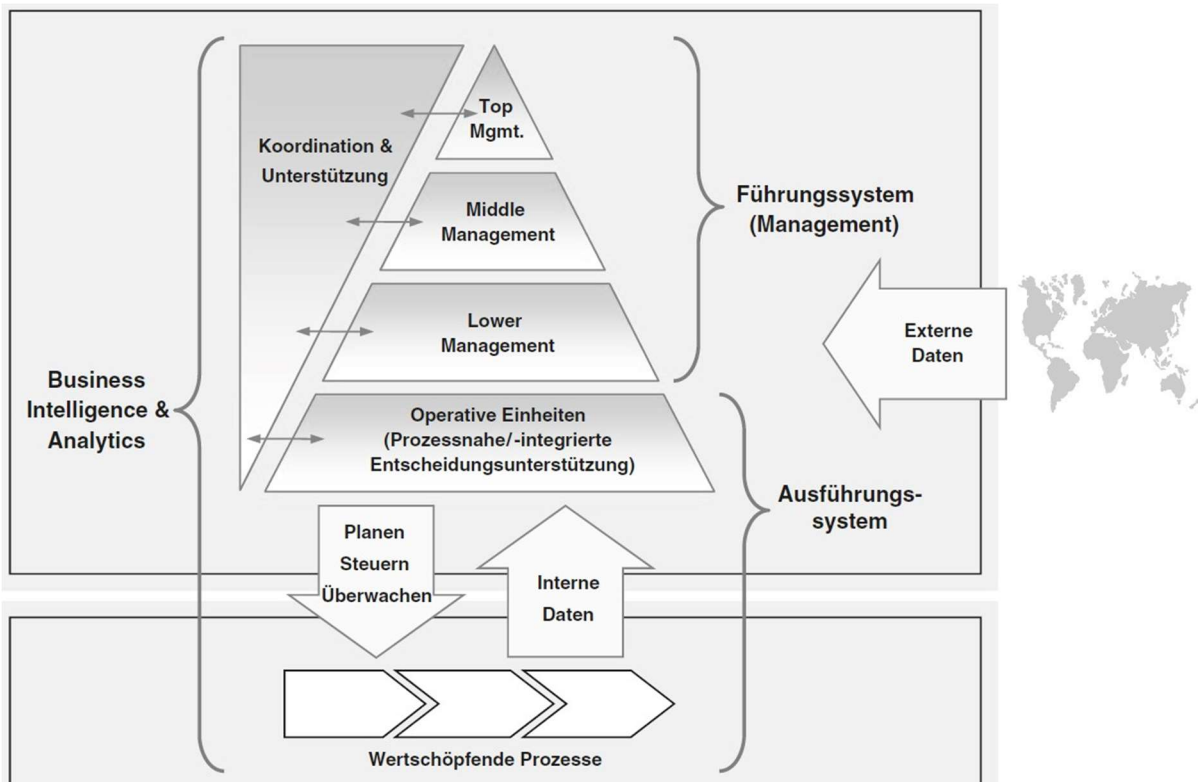 Top
Mgmt.
Koordination &
Unterstützung
Middle
Management
Führungssystem
(Management)
Lower
Management
Externe
Daten
Business
Intelligence &
Analytics
Operative Einheiten
(Prozessnahe/-integrierte
Entscheidungsunterstützung)
Ausführungs-
system
Planen
Steuern
Überwachen
Interne
Daten
Wertschöpfende Prozesse